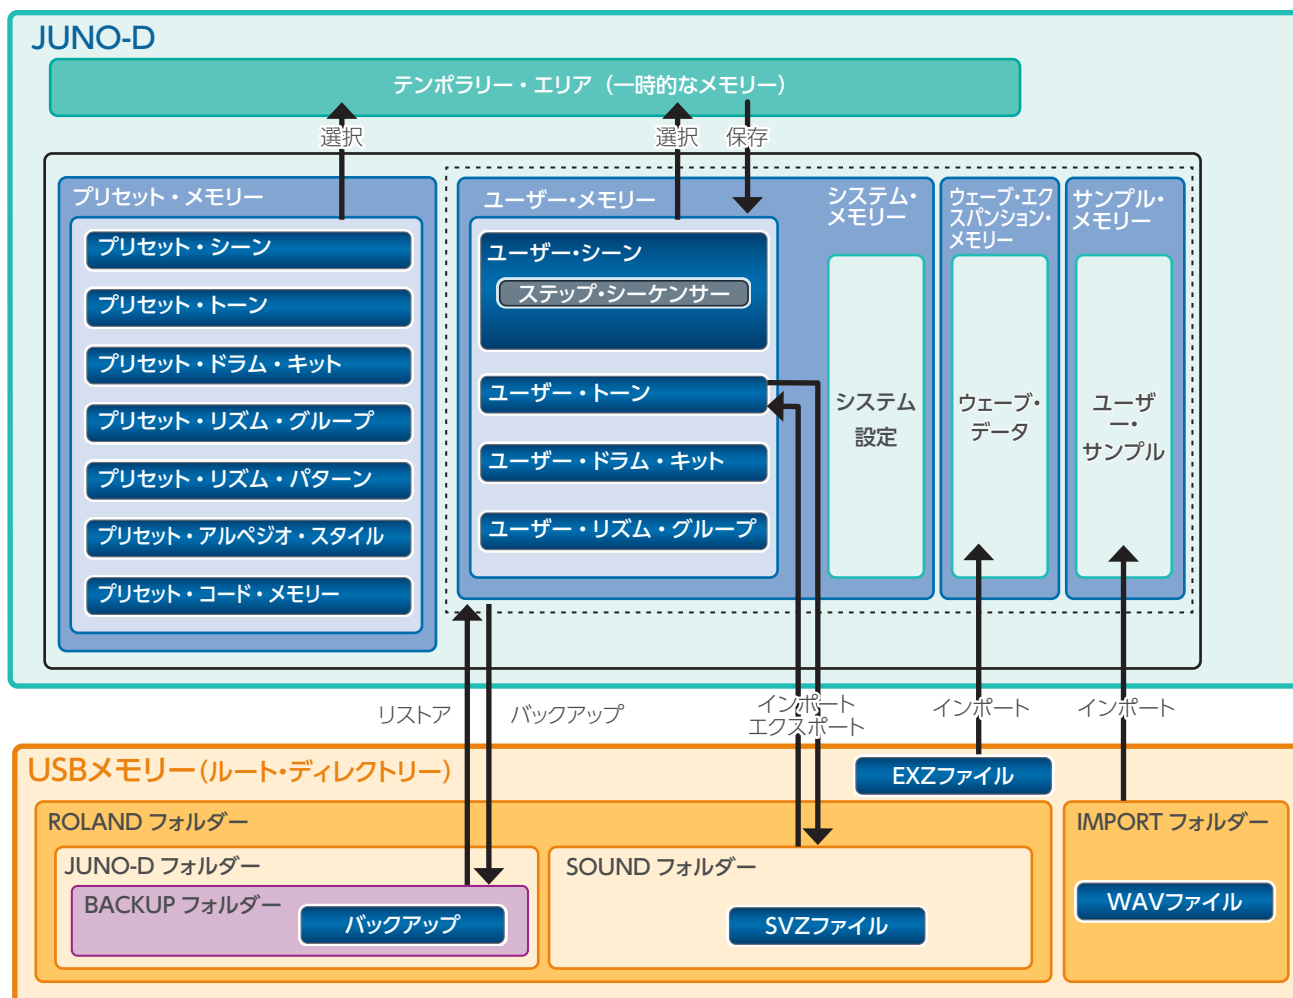 JUNO-D
テンポラリー・エリア（一時的なメモリー）
選択
選択
保存
プリセット・メモリー
プリセット・シーン
プリセット・トーン
プリセット・ドラム・キット
プリセット・リズム・グループ
プリセット・リズム・パターン
プリセット・アルペジオ・スタイル
プリセット・コード・メモリー
ユーザー・メモリー
ユーザー・シーン
ステップ・シーケンサー
ユーザー・トーン
ユーザー・ドラム・キット
ユーザー・リズム・グループ
システム・
メモリー
システム
設定
ウェーブ・エク
スパンション・
メモリー
ウェーブ・
データ
サンプル・
メモリー
ユーザ
ー・
サンプル
リストア
バックアップ
インポート
エクスポート
インポート
インポート
USBメモリー（ルート・ディレクトリー）
EXZファイル
ROLAND フォルダー
JUNO-D フォルダー
BACKUP フォルダー
バックアップ
SOUND フォルダー
SVZファイル
IMPORT フォルダー
WAVファイル